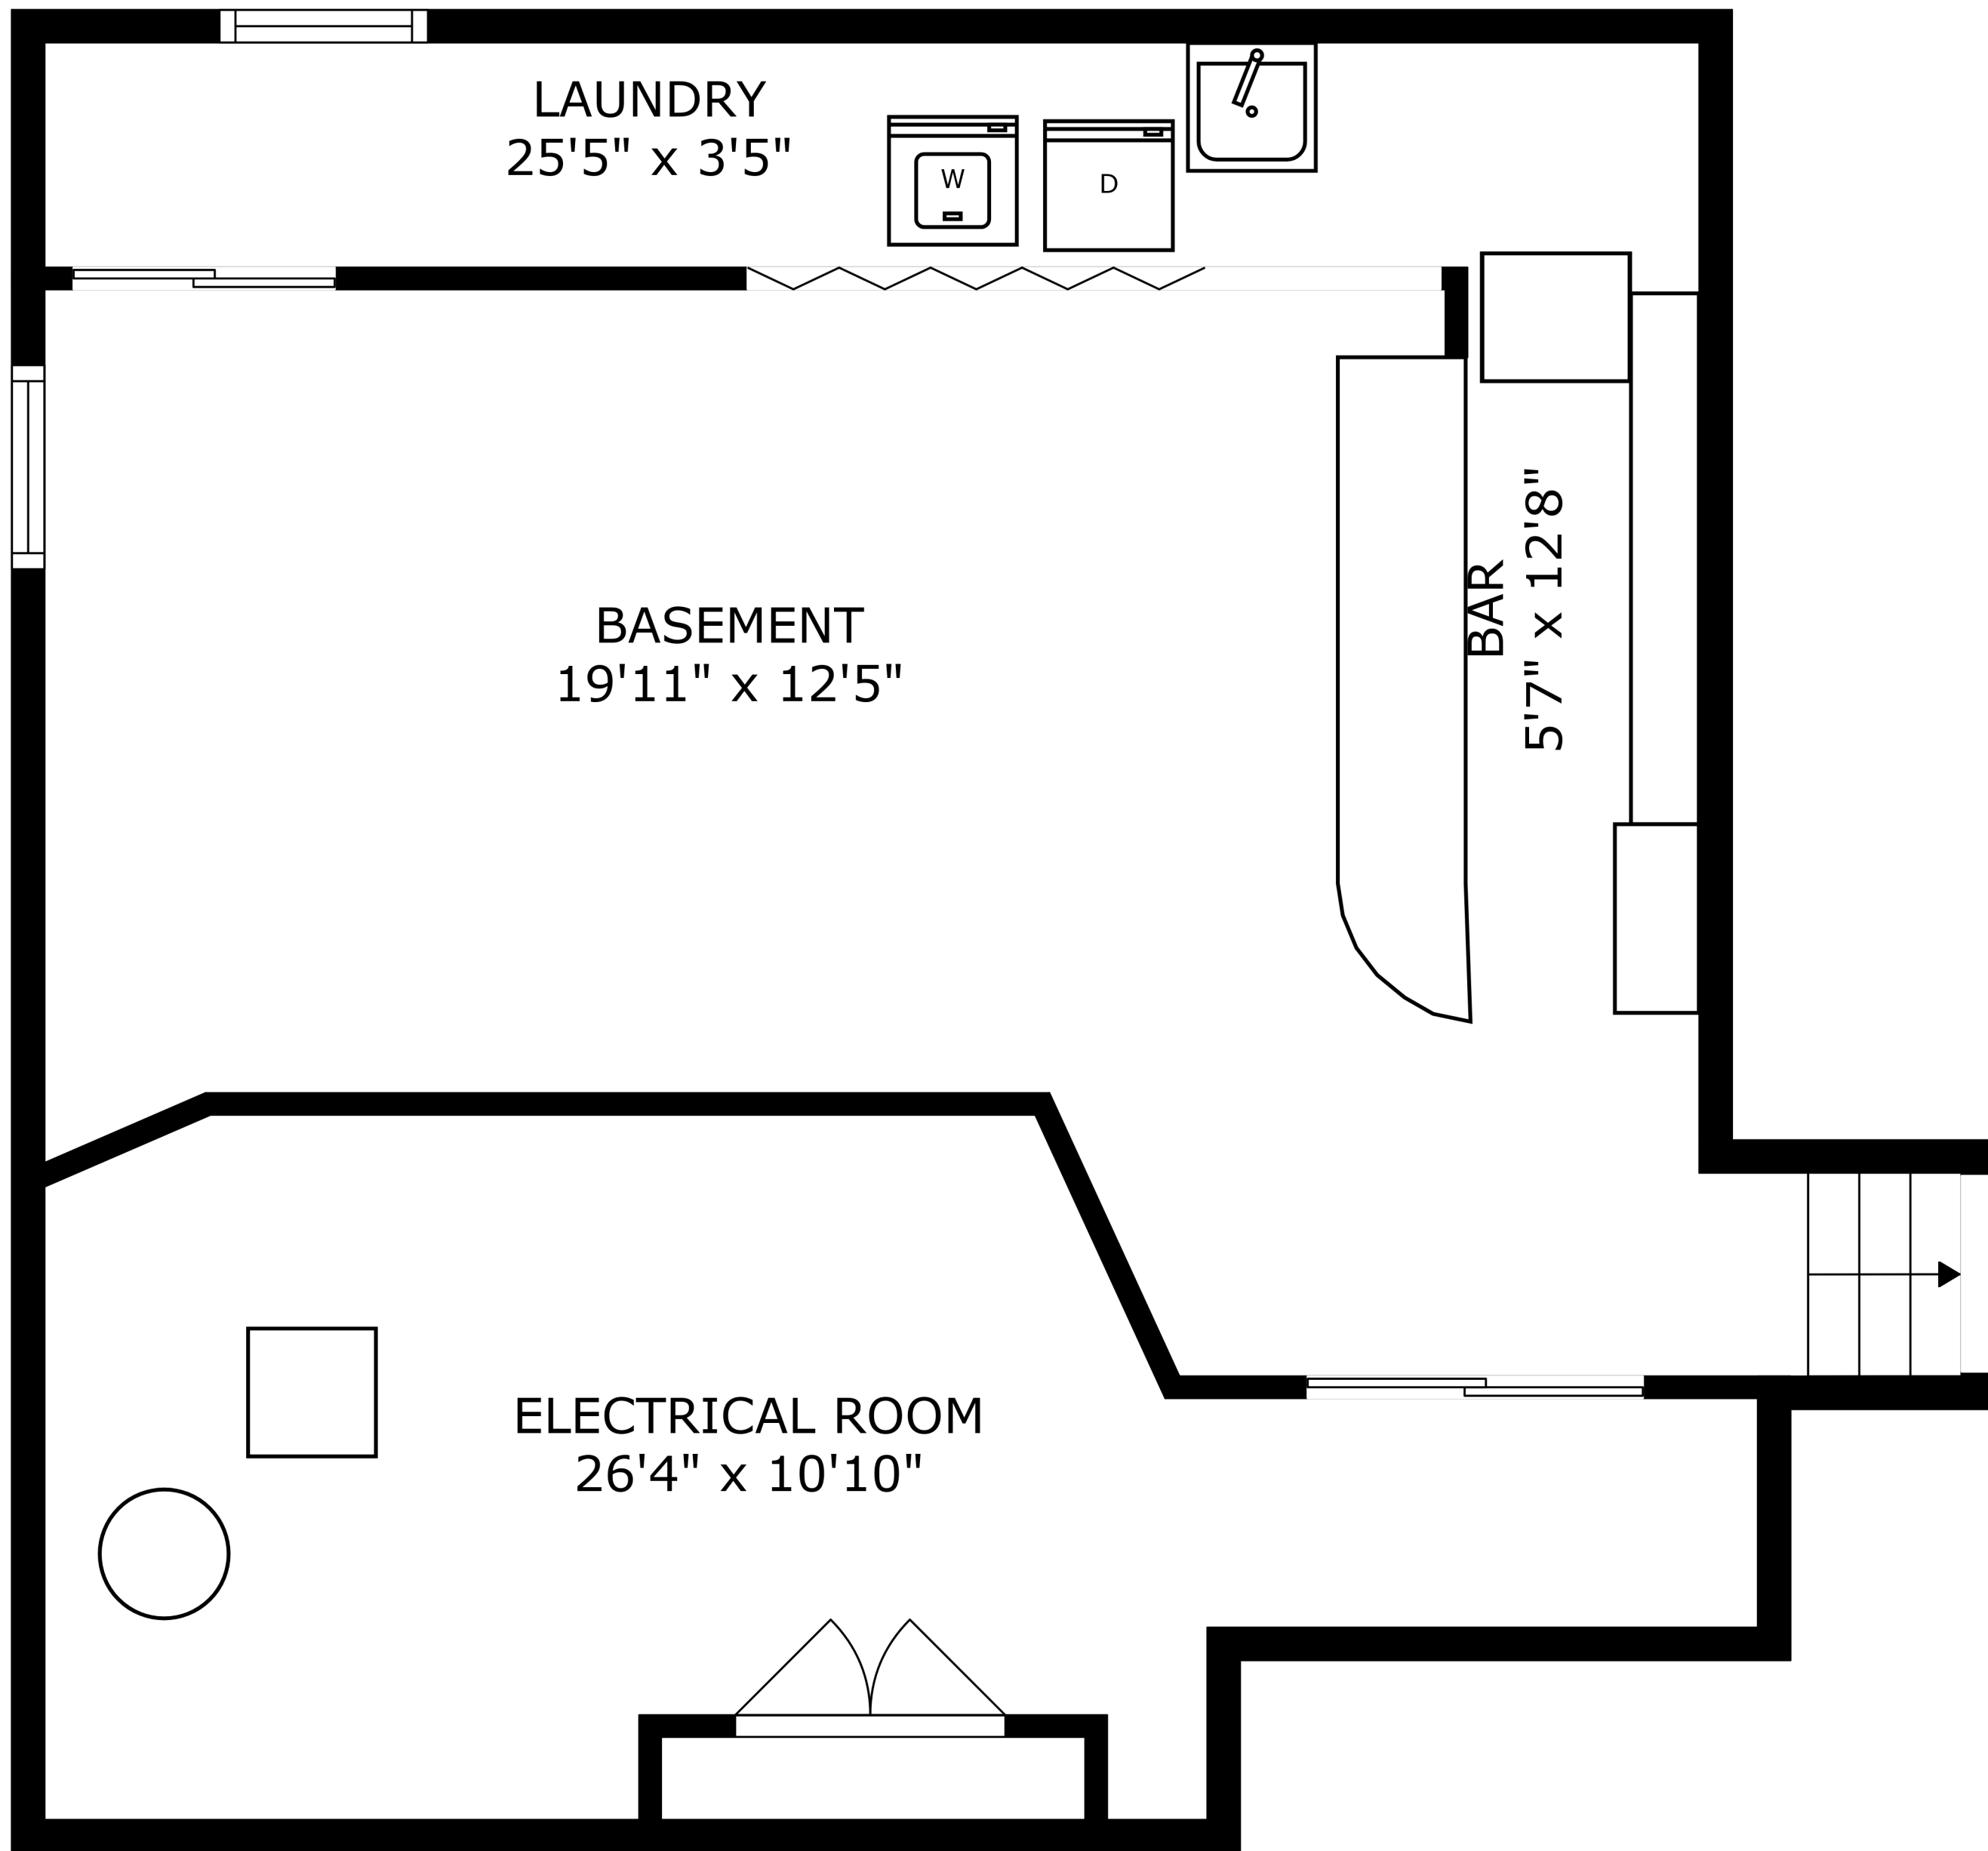 LAUNDRY
25'5" x 3'5"
W
D
BASEMENT
19'11" x 12'5"
BAR
5'7" x 12'8"
ELECTRICAL ROOM
26'4" x 10'10"